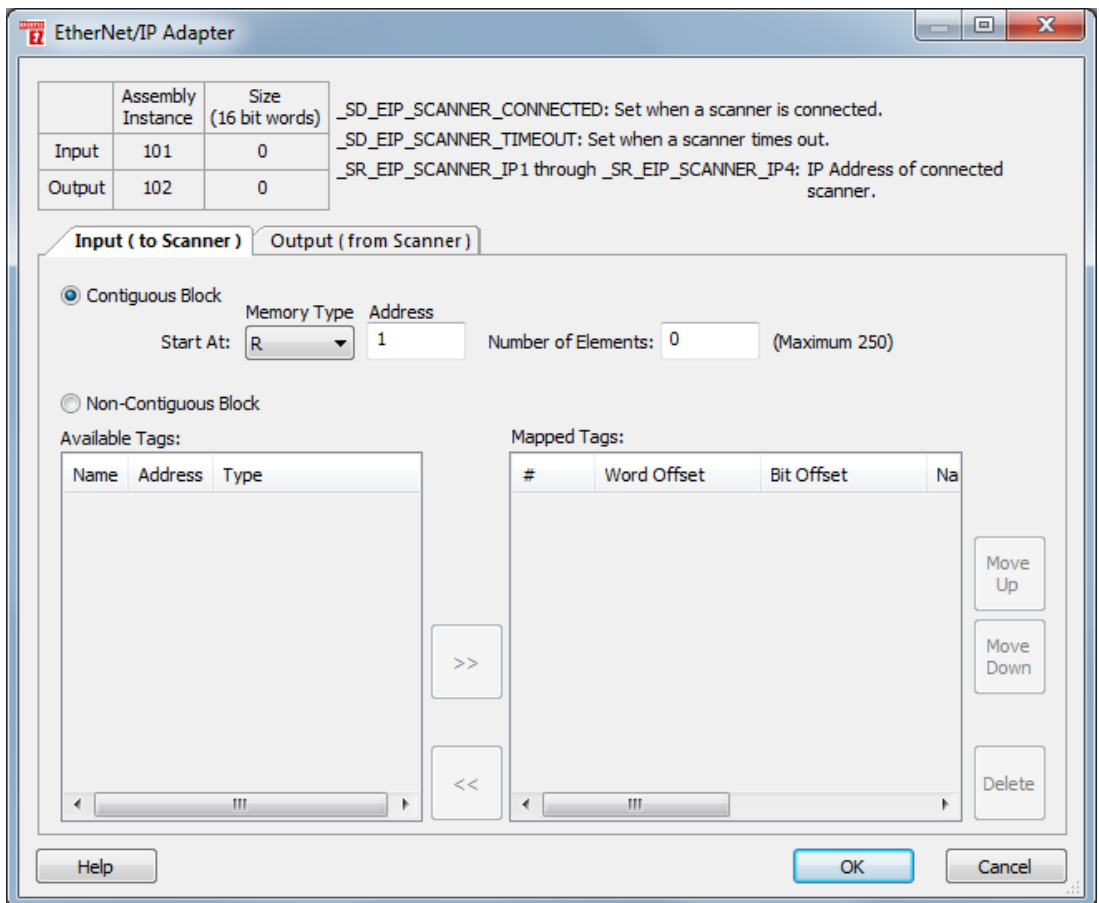 EZ EtherNet/IP Adapter
Assembly Instance Size (16 bit words)
Input 101 0
Output 102 0
_SD_EIP_SCANNER_CONNECTED: Set when a scanner is connected.
_SD_EIP_SCANNER_TIMEOUT: Set when a scanner times out.
_SR_EIP_SCANNER_IP1 through _SR_EIP_SCANNER_IP4: IP Address of connected
scanner.
Input ( to Scanner ) Output ( from Scanner )
Contiguous Block
Memory Type Address
Start At: R 1 Number of Elements: 0 (Maximum 250)
Non-Contiguous Block
Available Tags: Mapped Tags:
Name Address Type # Word Offset Bit Offset Na
Move
Up
>>
Move
Down
<<
Delete
Help OK Cancel